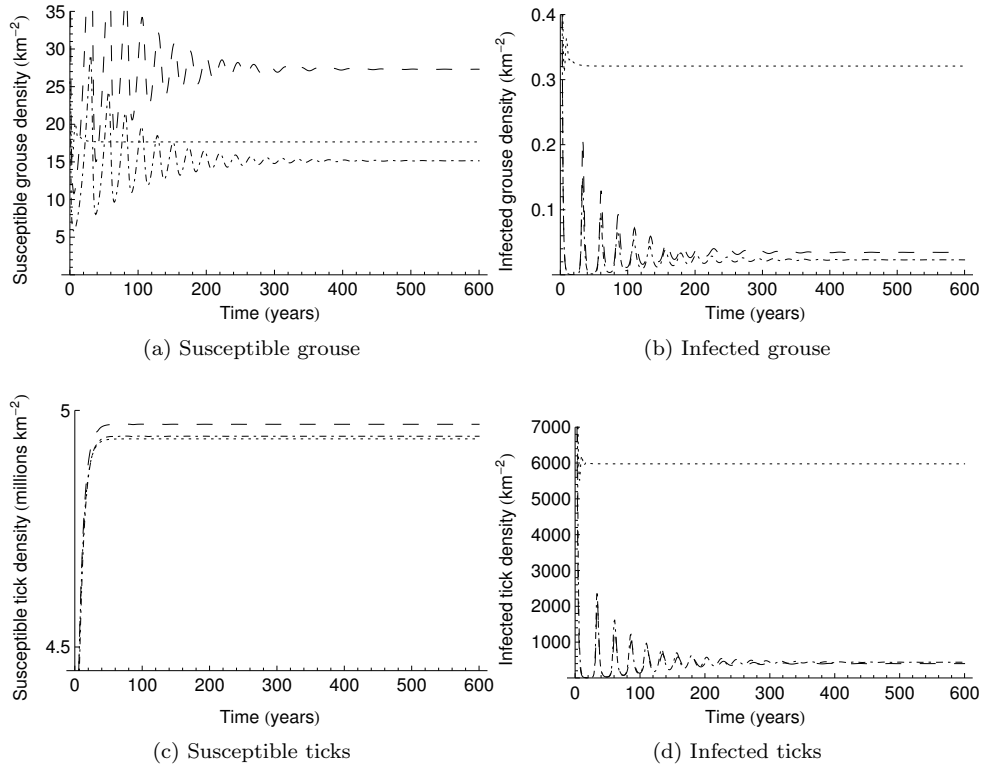 Susceptible grouse density (km⁻²)
35
30
25
20
15
10
5
0 100 200 300 400 500 600
Time (years)
(a) Susceptible grouse
Infected grouse density (km⁻²)
0.4
0.3
0.2
0.1
0 100 200 300 400 500 600
Time (years)
(b) Infected grouse
Susceptible tick density (millions km⁻²)
5
4.5
0 100 200 300 400 500 600
Time (years)
(c) Susceptible ticks
Infected tick density (km⁻²)
7000
6000
5000
4000
3000
2000
1000
0 100 200 300 400 500 600
Time (years)
(d) Infected ticks